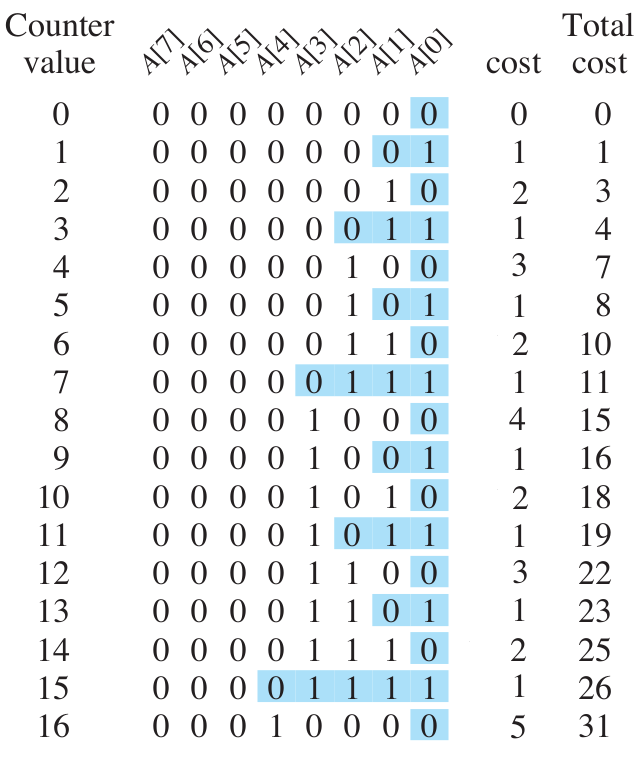 Counter value A[7] A[6] A[5] A[4] A[3] A[2] A[1] A[0] cost Total cost
0 0 0 0 0 0 0 0 0 0 0
1 0 0 0 0 0 0 0 1 1 1
2 0 0 0 0 0 0 1 0 2 3
3 0 0 0 0 0 0 1 1 1 4
4 0 0 0 0 0 1 0 0 3 7
5 0 0 0 0 0 1 0 1 1 8
6 0 0 0 0 0 1 1 0 2 10
7 0 0 0 0 0 1 1 1 1 11
8 0 0 0 0 1 0 0 0 4 15
9 0 0 0 0 1 0 0 1 1 16
10 0 0 0 0 1 0 1 0 2 18
11 0 0 0 0 1 0 1 1 1 19
12 0 0 0 0 1 1 0 0 3 22
13 0 0 0 0 1 1 0 1 1 23
14 0 0 0 0 1 1 1 0 2 25
15 0 0 0 0 1 1 1 1 1 26
16 0 0 0 1 0 0 0 0 5 31